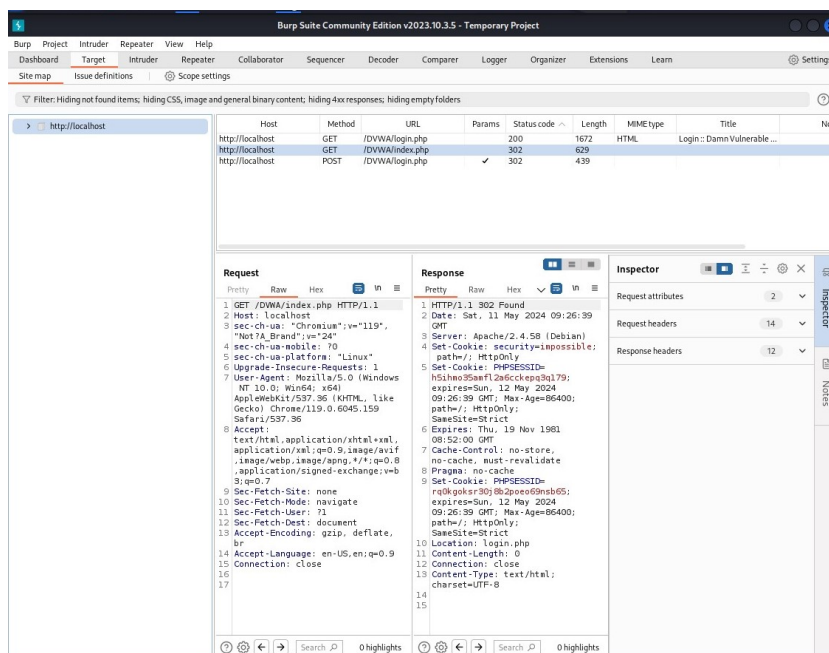 Burp Suite Community Edition v2023.10.3.5 - Temporary Project
Burp Project Intruder Repeater View Help
Dashboard Target Intruder Repeater Collaborator Sequencer Decoder Comparer Logger Organizer Extensions Learn Settings
Site map Issue definitions Scope settings
Filter: Hiding not found items; hiding CSS, image and general binary content; hiding 4xx responses; hiding empty folders
http://localhost
Host Method URL Params Status code Length MIME type Title
http://localhost GET /DVWA/login.php 200 1672 HTML Login :: Damn Vulnerable ...
http://localhost GET /DVWA/index.php 302 629
http://localhost POST /DVWA/login.php ✓ 302 439
Request
Pretty Raw Hex \n
1 GET /DVWA/index.php HTTP/1.1
2 Host: localhost
3 sec-ch-ua: "Chromium";v="119",
"Not?A_Brand";v="24"
4 sec-ch-ua-mobile: ?0
5 sec-ch-ua-platform: "Linux"
6 Upgrade-Insecure-Requests: 1
7 User-Agent: Mozilla/5.0 (Windows
NT 10.0; Win64; x64)
AppleWebKit/537.36 (KHTML, like
Gecko) Chrome/119.0.6045.159
Safari/537.36
8 Accept:
text/html,application/xhtml+xml,
application/xml;q=0.9,image/avif
,image/webp,image/apng,*/*;q=0.8
,application/signed-exchange;v=b
3;q=0.7
9 Sec-Fetch-Site: none
10 Sec-Fetch-Mode: navigate
11 Sec-Fetch-User: ?1
12 Sec-Fetch-Dest: document
13 Accept-Encoding: gzip, deflate,
br
14 Accept-Language: en-US,en;q=0.9
15 Connection: close
16
17
Search 0 highlights
Response
Pretty Raw Hex \n
1 HTTP/1.1 302 Found
2 Date: Sat, 11 May 2024 09:26:39
GMT
3 Server: Apache/2.4.58 (Debian)
4 Set-Cookie: security=impossible;
path=/; HttpOnly
5 Set-Cookie: PHPSESSID=
h5ihmo35amfl2a6cckepq3q179;
expires=Sun, 12 May 2024
09:26:39 GMT; Max-Age=86400;
path=/; HttpOnly;
SameSite=Strict
6 Expires: Thu, 19 Nov 1981
08:52:00 GMT
7 Cache-Control: no-store,
no-cache, must-revalidate
8 Pragma: no-cache
9 Set-Cookie: PHPSESSID=
rq0kgoksr30j8b2poeo69nsb65;
expires=Sun, 12 May 2024
09:26:39 GMT; Max-Age=86400;
path=/; HttpOnly;
SameSite=Strict
10 Location: login.php
11 Content-Length: 0
12 Connection: close
13 Content-Type: text/html;
charset=UTF-8
14
15
Search 0 highlights
Inspector
Request attributes 2
Request headers 14
Response headers 12
Inspector
Notes